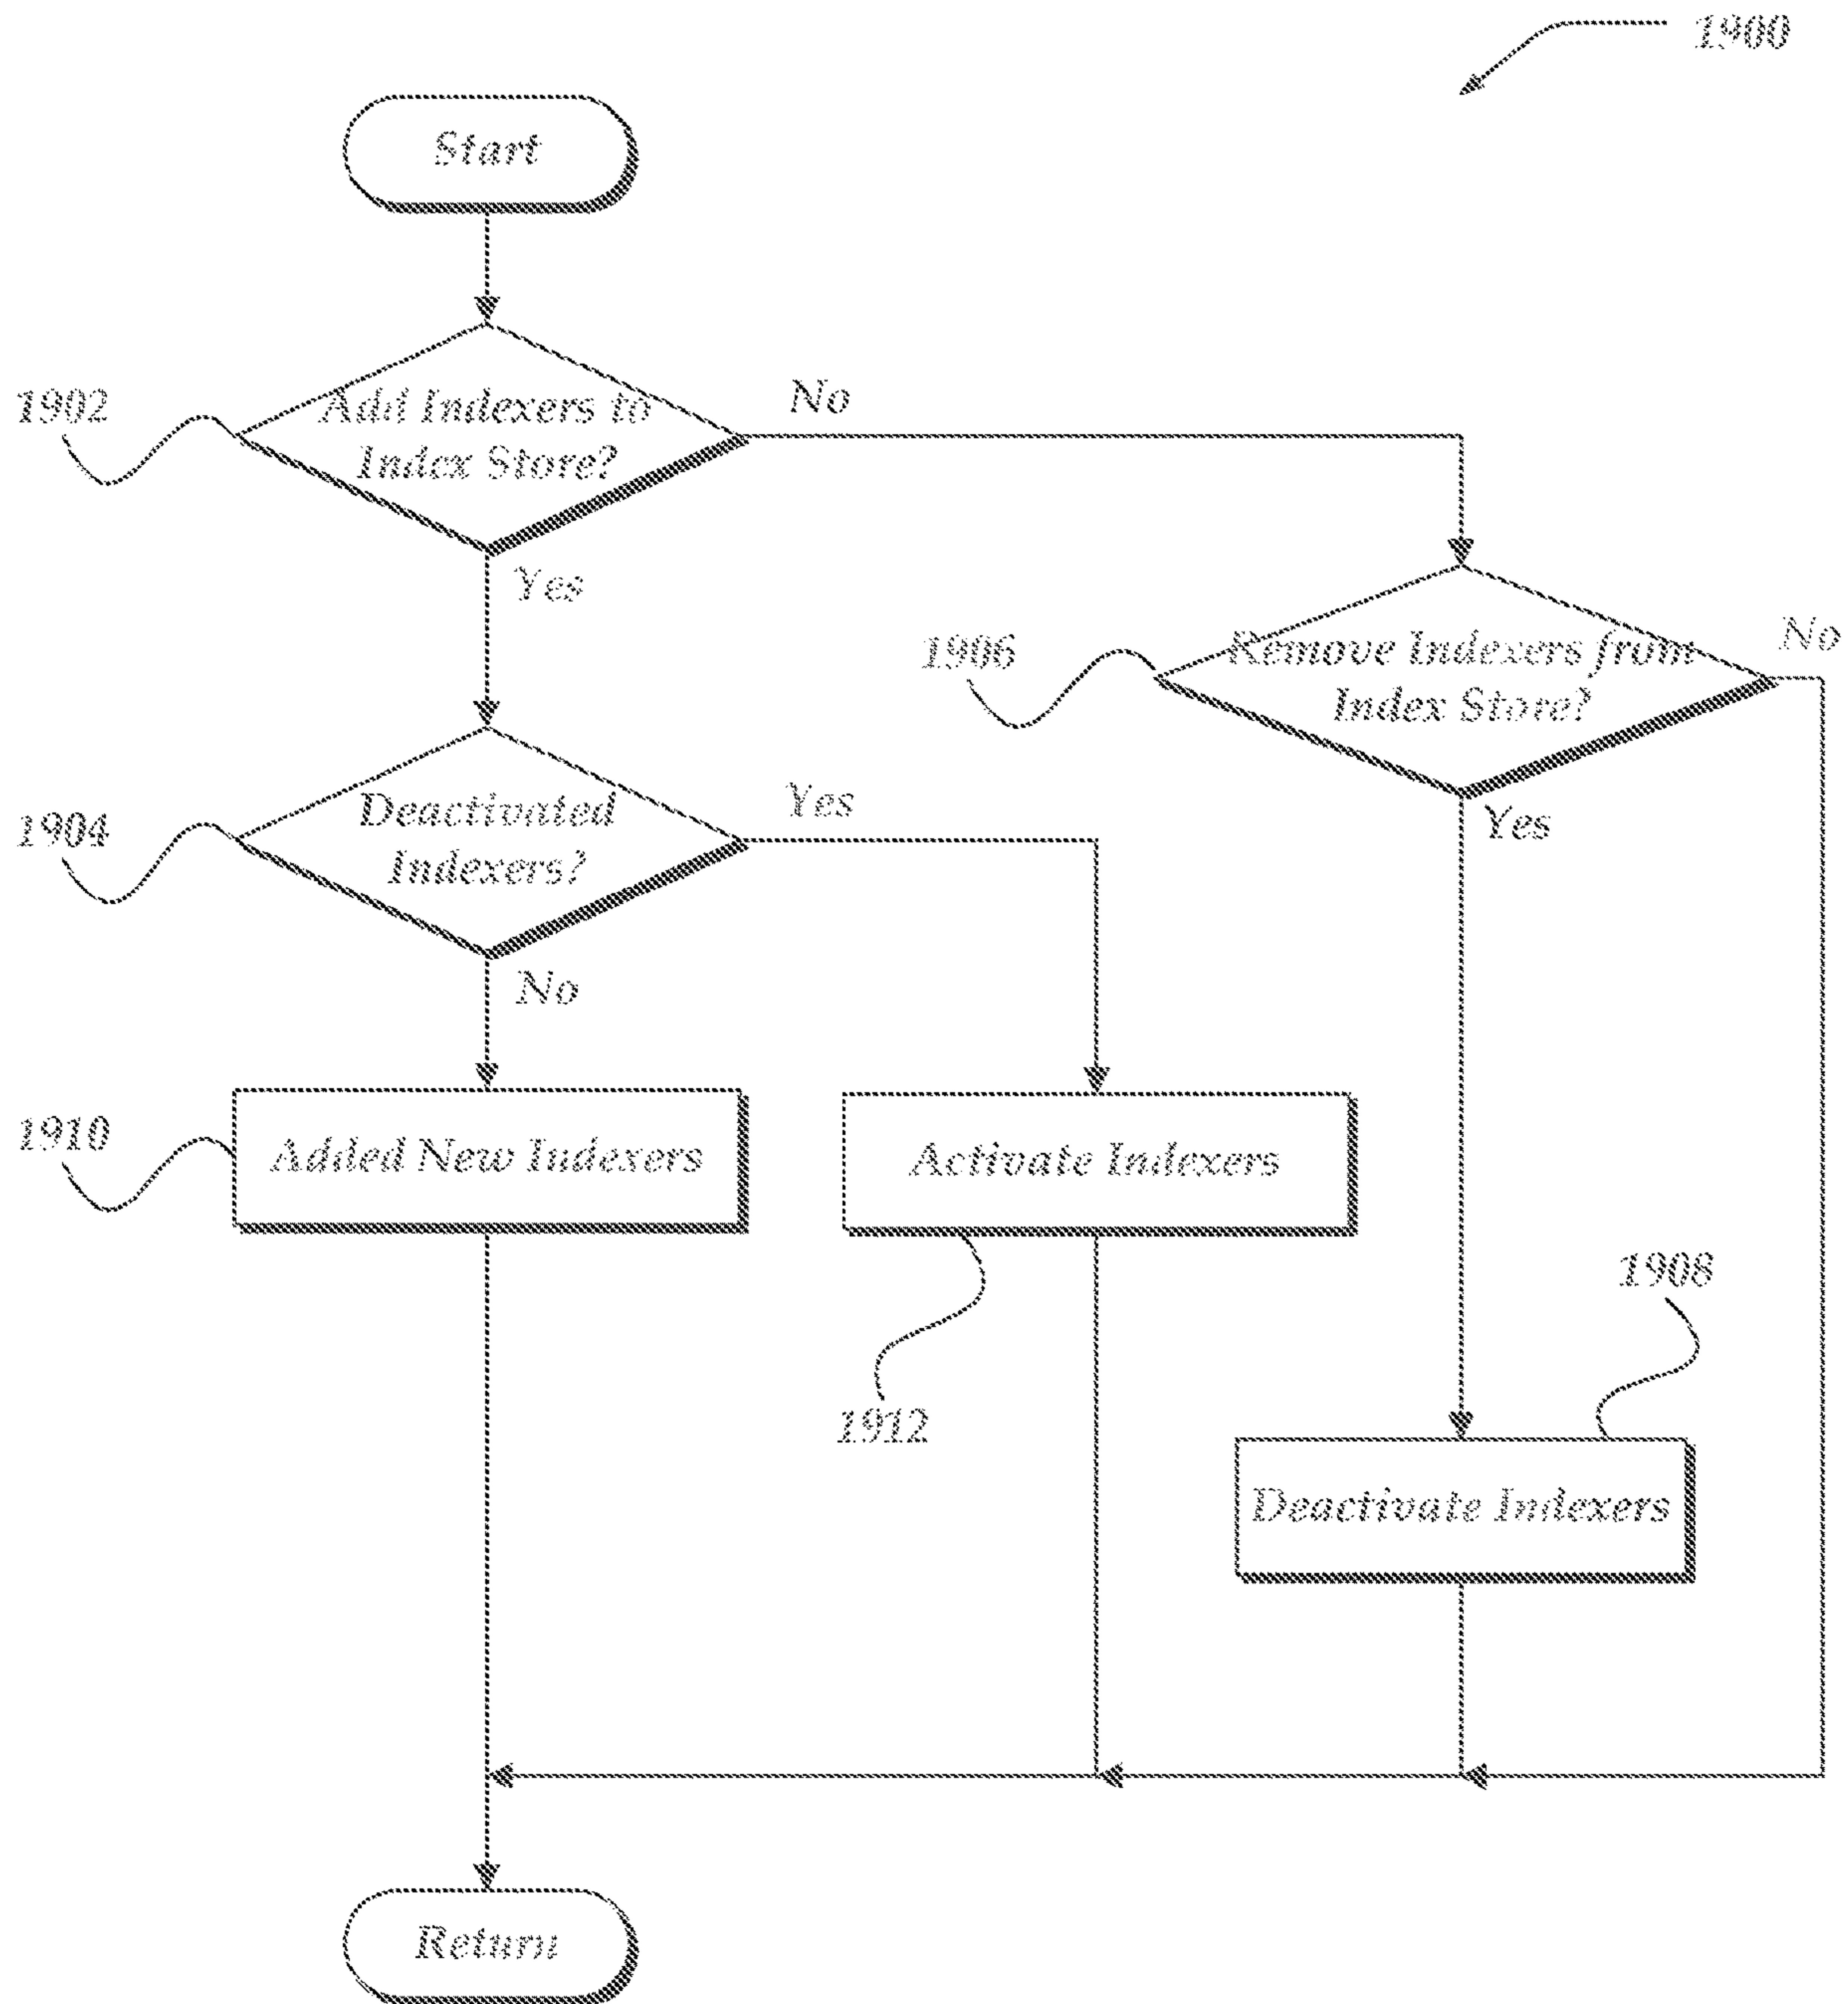 1900
Start
1902
Add Indexers to
Index Store?
No
Yes
1906
Remove Indexers from
Index Store?
No
Yes
1904
Deactivated
Indexers?
Yes
No
1910
Added New Indexers
Activate Indexers
1908
1912
Deactivate Indexers
Return